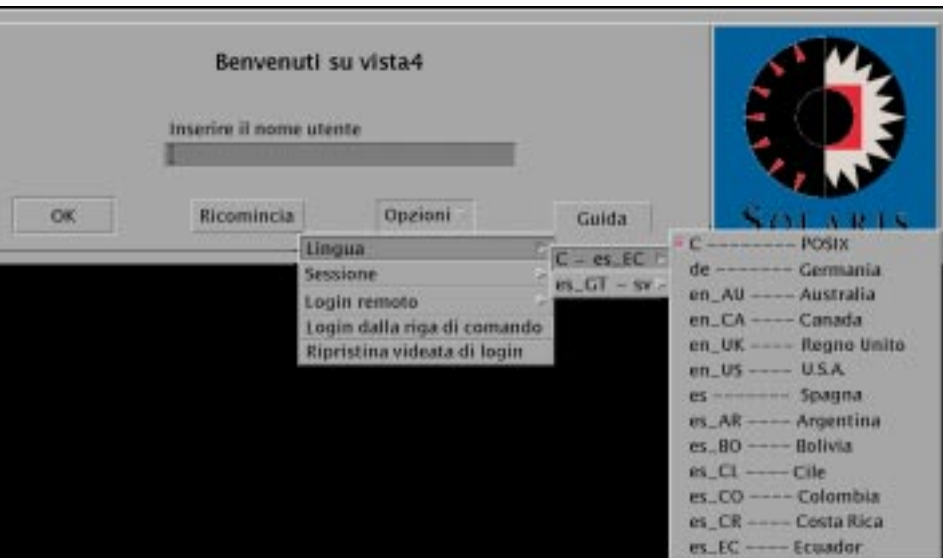 Benvenuti su vista4
Inserire il nome utente
OK
Ricomincia
Opzioni
Guida
SOLARIS
Lingua
Sessione
Login remoto
Login dalla riga di comando
Ripristina videata di login
C - es_EC
es_GT - sv
C --------- POSIX
de -------- Germania
en_AU ----- Australia
en_CA ----- Canada
en_UK ----- Regno Unito
en_US ----- U.S.A.
es -------- Spagna
es_AR ----- Argentina
es_BO ----- Bolivia
es_CL ----- Cile
es_CO ----- Colombia
es_CR ----- Costa Rica
es_EC ----- Ecuador